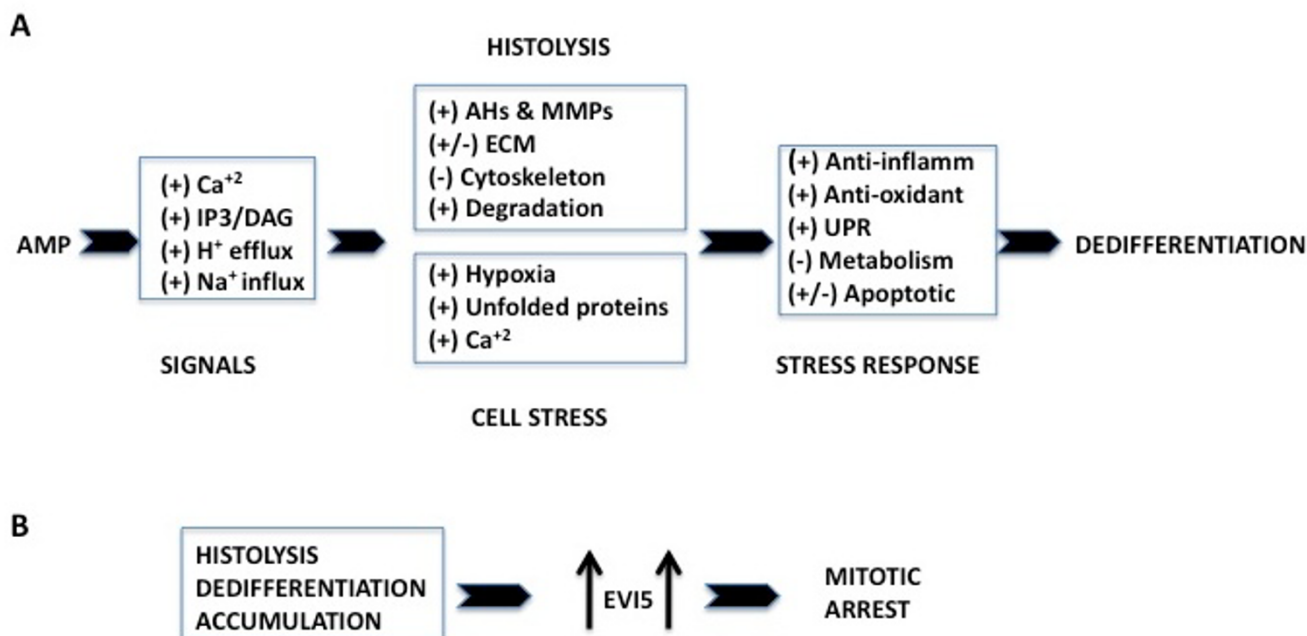 A
HISTOLYSIS
(+) AHs & MMPs
(+/-) ECM
(-) Cytoskeleton
(+) Degradation
AMP
(+) Ca+2
(+) IP3/DAG
(+) H+ efflux
(+) Na+ influx
SIGNALS
(+) Hypoxia
(+) Unfolded proteins
(+) Ca+2
CELL STRESS
(+) Anti-inflamm
(+) Anti-oxidant
(+) UPR
(-) Metabolism
(+/-) Apoptotic
STRESS RESPONSE
DEDIFFERENTIATION
B
HISTOLYSIS
DEDIFFERENTIATION
ACCUMULATION
EVI5
MITOTIC
ARREST